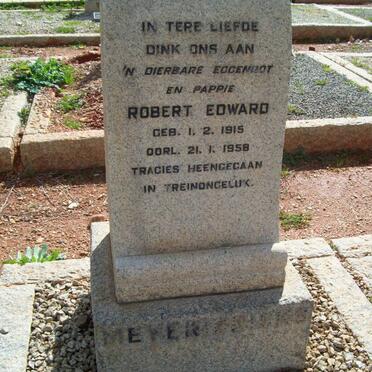 IN TERE LIEFDE
DINK ONS AAN
'N DIERBARE EGGENOOT
EN PAPPIE
ROBERT EDWARD
GEB. 1. 2. 1915
OORL. 21. 1. 1958
TRAGIES HEENGEGAAN
IN TREINONGELUK.
MEYER